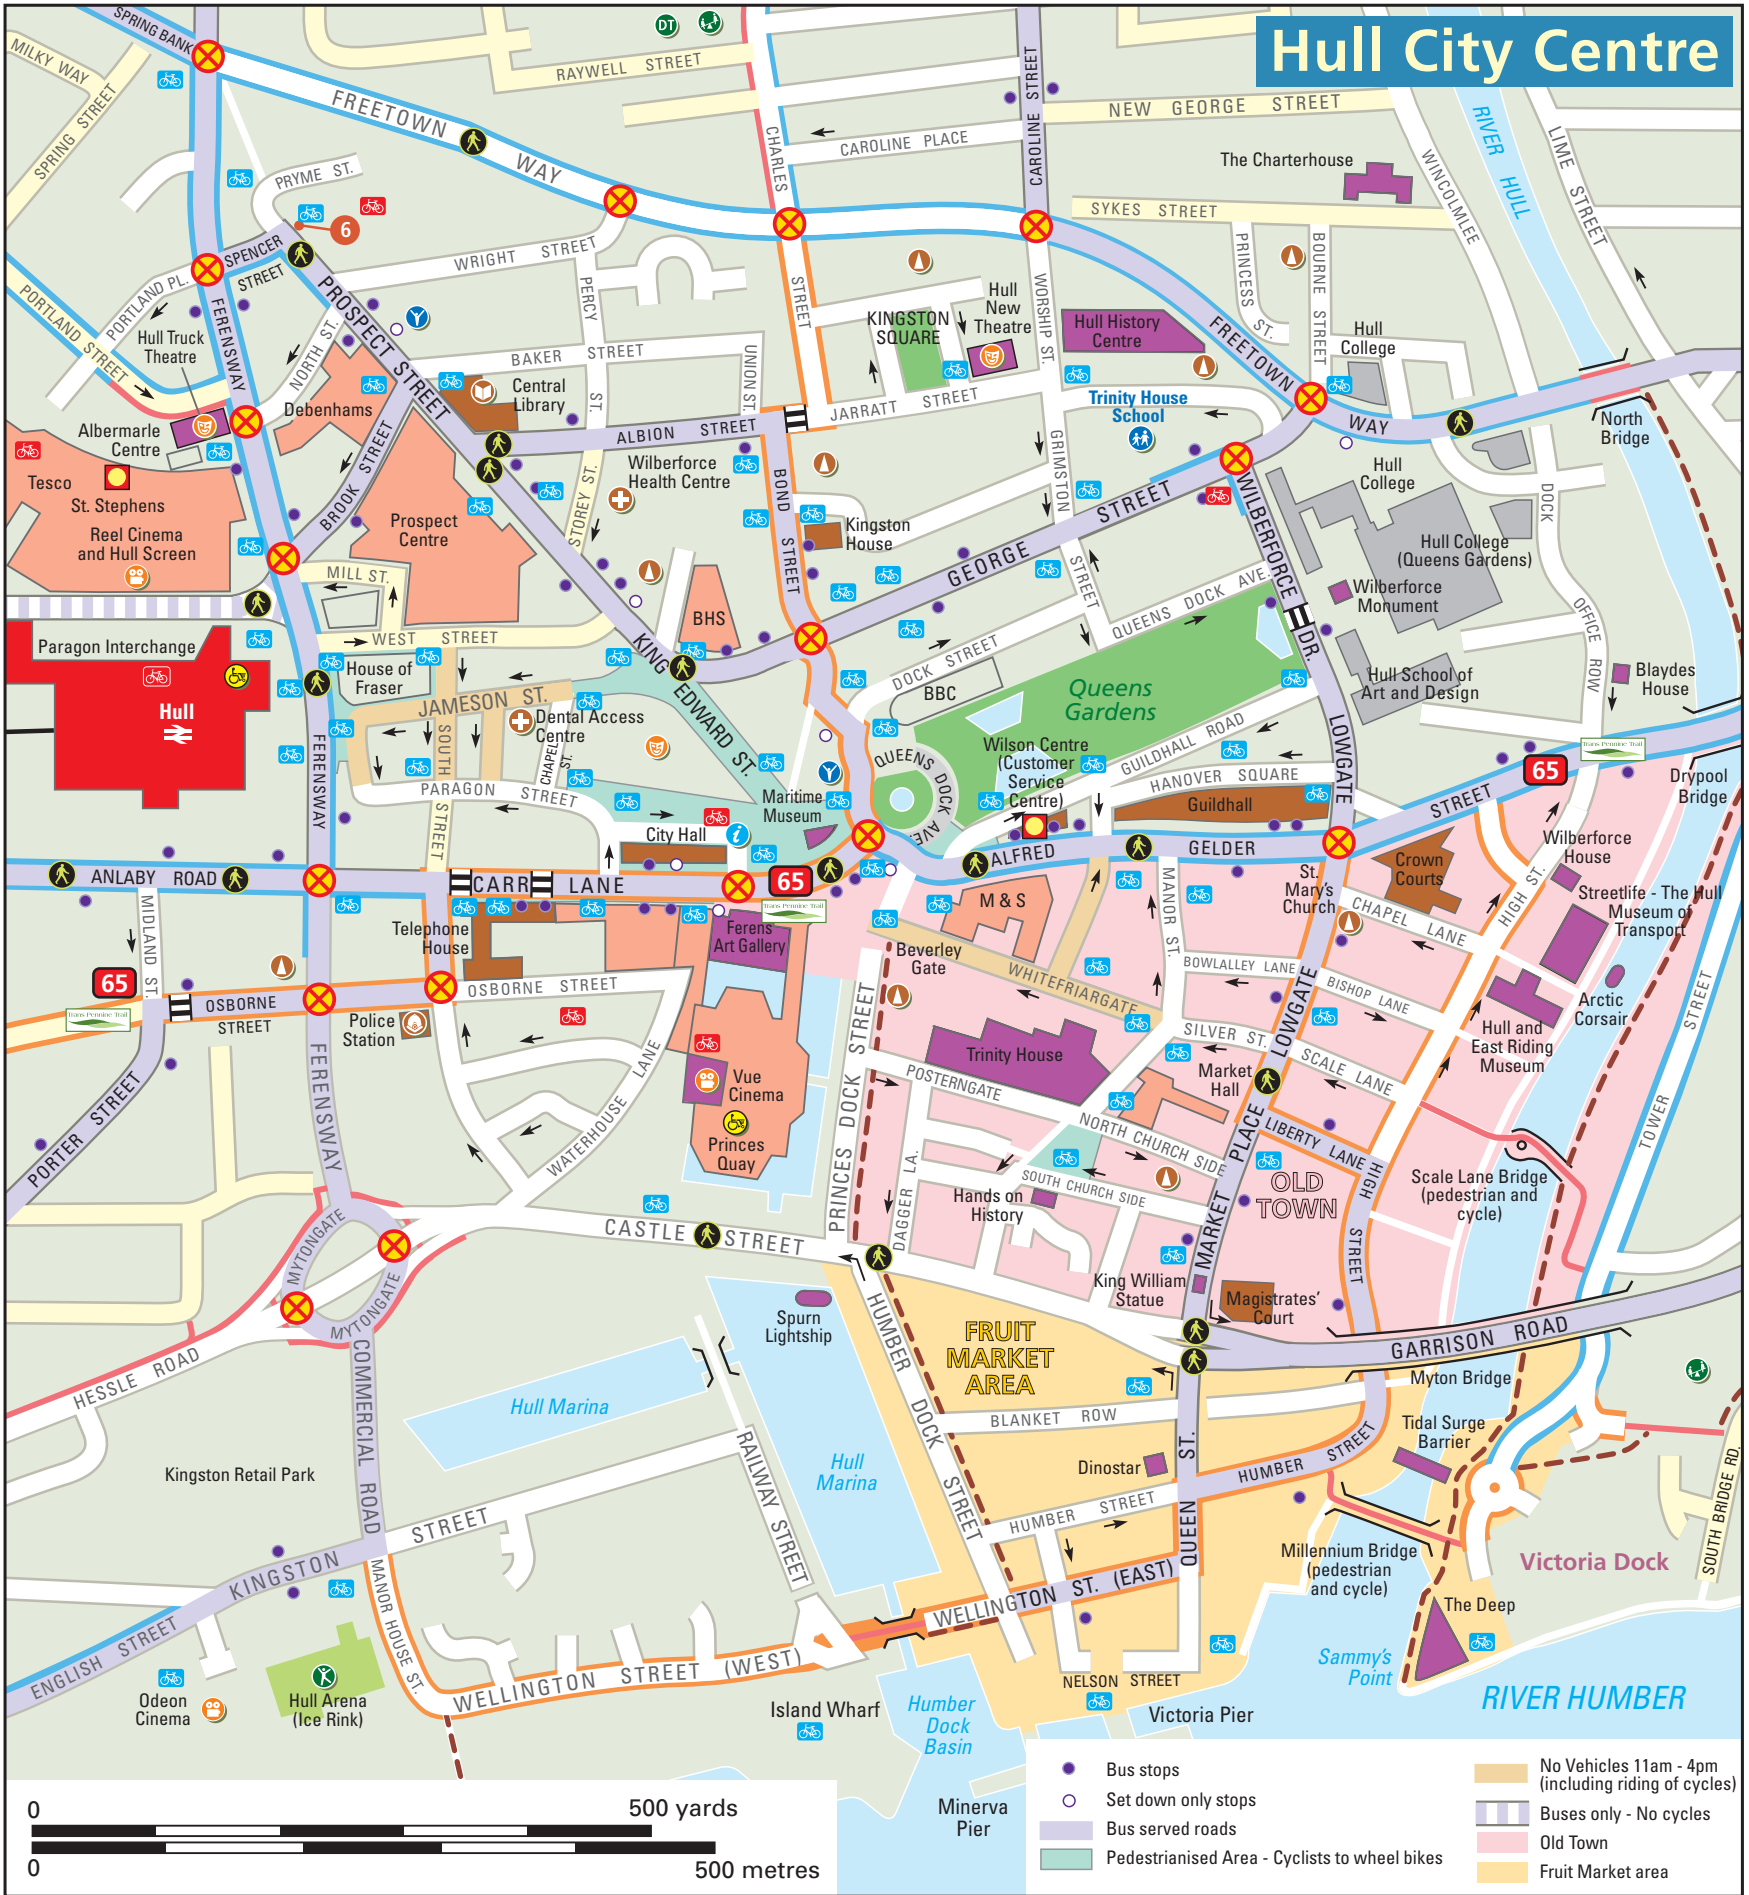 Hull City Centre
SPRING BANK
MILKY WAY
SPRING STREET
RAYWELL STREET
DT
FREETOWN WAY
CHARLES STREET
CAROLINE PLACE
CAROLINE STREET
NEW GEORGE STREET
RIVER HULL
LIME STREET
WINCOLMLEE
The Charterhouse
SYKES STREET
PRYME ST.
6
SPENCER
STREET
WRIGHT STREET
PERCY ST.
PORTLAND PL.
PORTLAND STREET
Hull Truck
Theatre
NORTH ST.
PROSPECT STREET
FERENSWAY
BAKER STREET
UNION ST.
KINGSTON
SQUARE
Hull
New
Theatre
WORSHIP ST.
Hull History
Centre
PRINCESS ST.
BOURNE STREET
FREETOWN WAY
Hull
College
Central
Library
Debenhams
JARRATT STREET
Trinity House
School
North
Bridge
Albermarle
Centre
ALBION STREET
Wilberforce
Health Centre
BROOK STREET
STOREY ST.
BOND STREET
Tesco
St. Stephens
Reel Cinema
and Hull Screen
Prospect
Centre
Kingston
House
GRIMSTON STREET
GEORGE STREET
WILBERFORCE DR.
Hull
College
Hull College
(Queens Gardens)
DOCK OFFICE ROW
MILL ST.
WEST STREET
BHS
QUEENS DOCK AVE.
Wilberforce
Monument
Paragon Interchange
Hull
House of
Fraser
KING EDWARD ST.
JAMESON ST.
DOCK STREET
BBC
Queens
Gardens
Hull School of
Art and Design
Blaydes
House
SOUTH STREET
Dental Access
Centre
CHAPEL ST.
FERENSWAY
PARAGON STREET
Maritime
Museum
QUEENS DOCK AVE.
Wilson Centre
(Customer
Service
Centre)
GUILDHALL ROAD
HANOVER SQUARE
Guildhall
LOWGATE
65
Trans Pennine Trail
Drypool
Bridge
City Hall
i
ANLABY ROAD
CARR LANE
65
Trans Pennine Trail
ALFRED GELDER STREET
Crown
Courts
Wilberforce
House
HIGH ST.
Streetlife - The Hull
Museum of
Transport
St.
Mary's
Church
CHAPEL LANE
M & S
MANOR ST.
MIDLAND ST.
Telephone
House
Ferens
Art Gallery
Beverley
Gate
WHITEFRIARGATE
BOWLALLEY LANE
BISHOP LANE
Arctic
Corsair
65
Trans Pennine Trail
OSBORNE
STREET
OSBORNE STREET
Police
Station
PRINCES DOCK STREET
Trinity House
SILVER ST.
LOWGATE
SCALE LANE
Hull and
East Riding
Museum
TOWER STREET
POSTERNGATE
Market
Hall
PORTER STREET
FERENSWAY
WATERHOUSE LANE
Vue
Cinema
Princes
Quay
NORTH CHURCH SIDE
MARKET PLACE
LIBERTY LANE
HIGH STREET
OLD
TOWN
Scale Lane Bridge
(pedestrian and
cycle)
SOUTH CHURCH SIDE
DAGGER LA.
Hands on
History
MYTONGATE
MYTONGATE
MYTONGATE
CASTLE STREET
King William
Statue
Magistrates'
Court
GARRISON ROAD
Spurn
Lightship
HESSLE ROAD
COMMERCIAL ROAD
HUMBER DOCK STREET
FRUIT
MARKET
AREA
Myton Bridge
Hull Marina
BLANKET ROW
Tidal Surge
Barrier
Kingston Retail Park
RAILWAY STREET
Hull
Marina
Dinostar
HUMBER STREET
HUMBER STREET
QUEEN ST.
SOUTH BRIDGE RD.
KINGSTON STREET
Millennium Bridge
(pedestrian
and cycle)
Victoria Dock
ENGLISH STREET
MANOR HOUSE ST.
WELLINGTON ST. (EAST)
The Deep
Odeon
Cinema
Hull Arena
(Ice Rink)
WELLINGTON STREET (WEST)
NELSON STREET
Sammy's
Point
RIVER HUMBER
Island Wharf
Humber
Dock
Basin
Victoria Pier
Minerva
Pier
0
500 yards
0
500 metres
Bus stops
Set down only stops
Bus served roads
Pedestrianised Area - Cyclists to wheel bikes
No Vehicles 11am - 4pm
(including riding of cycles)
Buses only - No cycles
Old Town
Fruit Market area